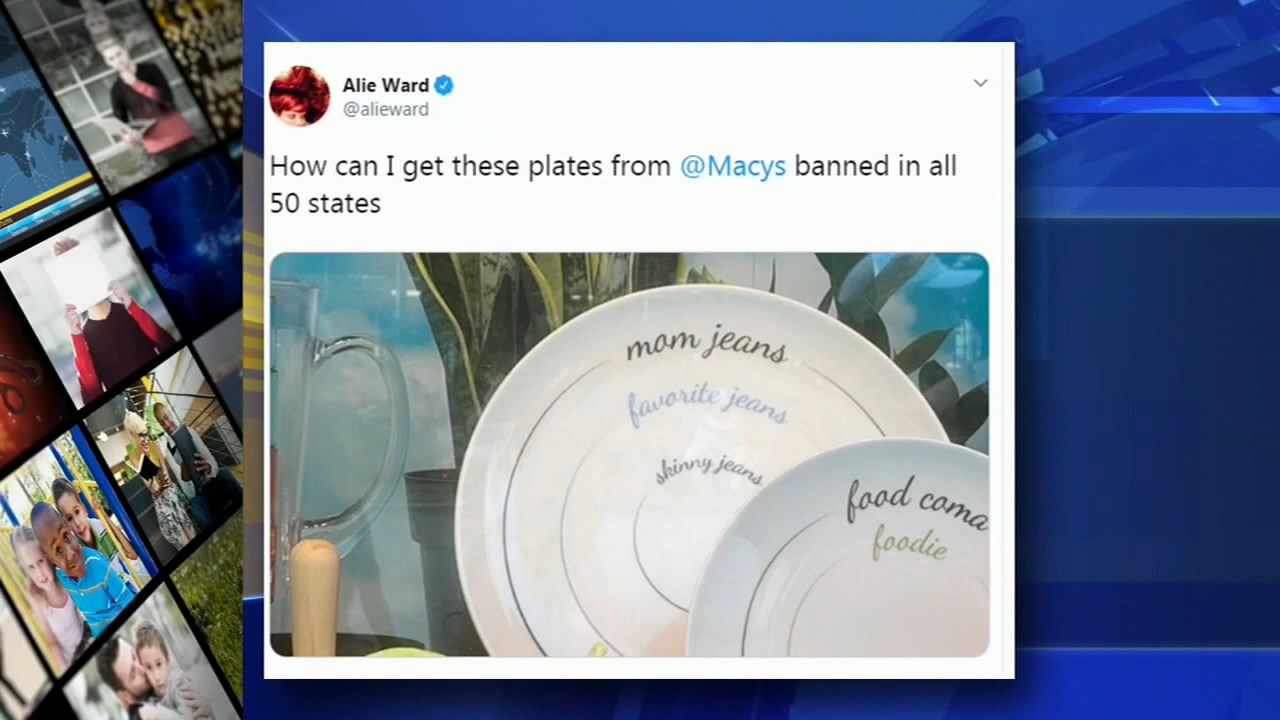 Alie Ward
@alieward
How can I get these plates from @Macys banned in all
50 states
mom jeans
favorite jeans
skinny jeans
food coma
foodie